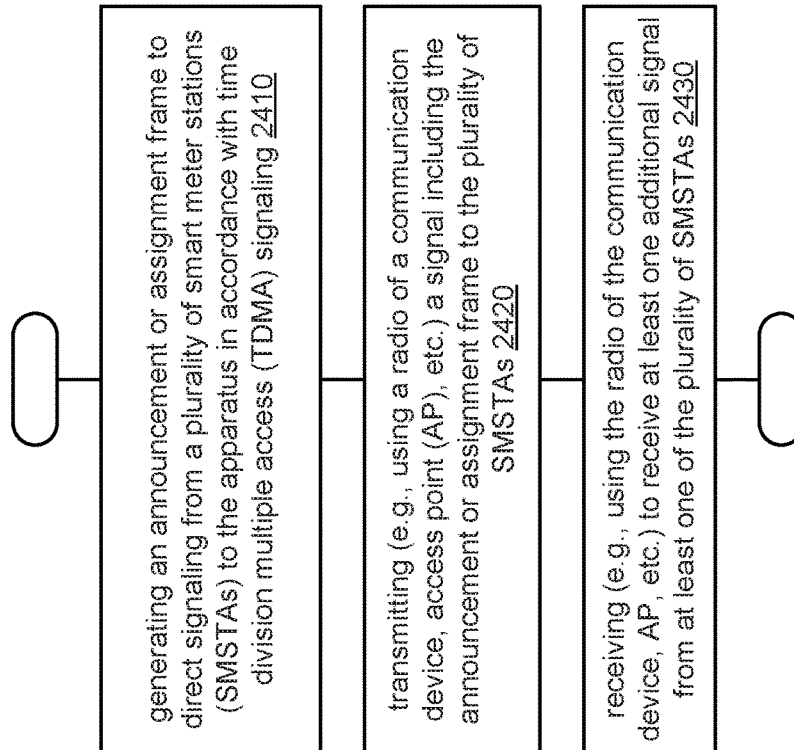 generating an announcement or assignment frame to
direct signaling from a plurality of smart meter stations
(SMSTAs) to the apparatus in accordance with time
division multiple access (TDMA) signaling 2410
transmitting (e.g., using a radio of a communication
device, access point (AP), etc.) a signal including the
announcement or assignment frame to the plurality of
SMSTAs 2420
receiving (e.g., using the radio of the communication
device, AP, etc.) to receive at least one additional signal
from at least one of the plurality of SMSTAs 2430